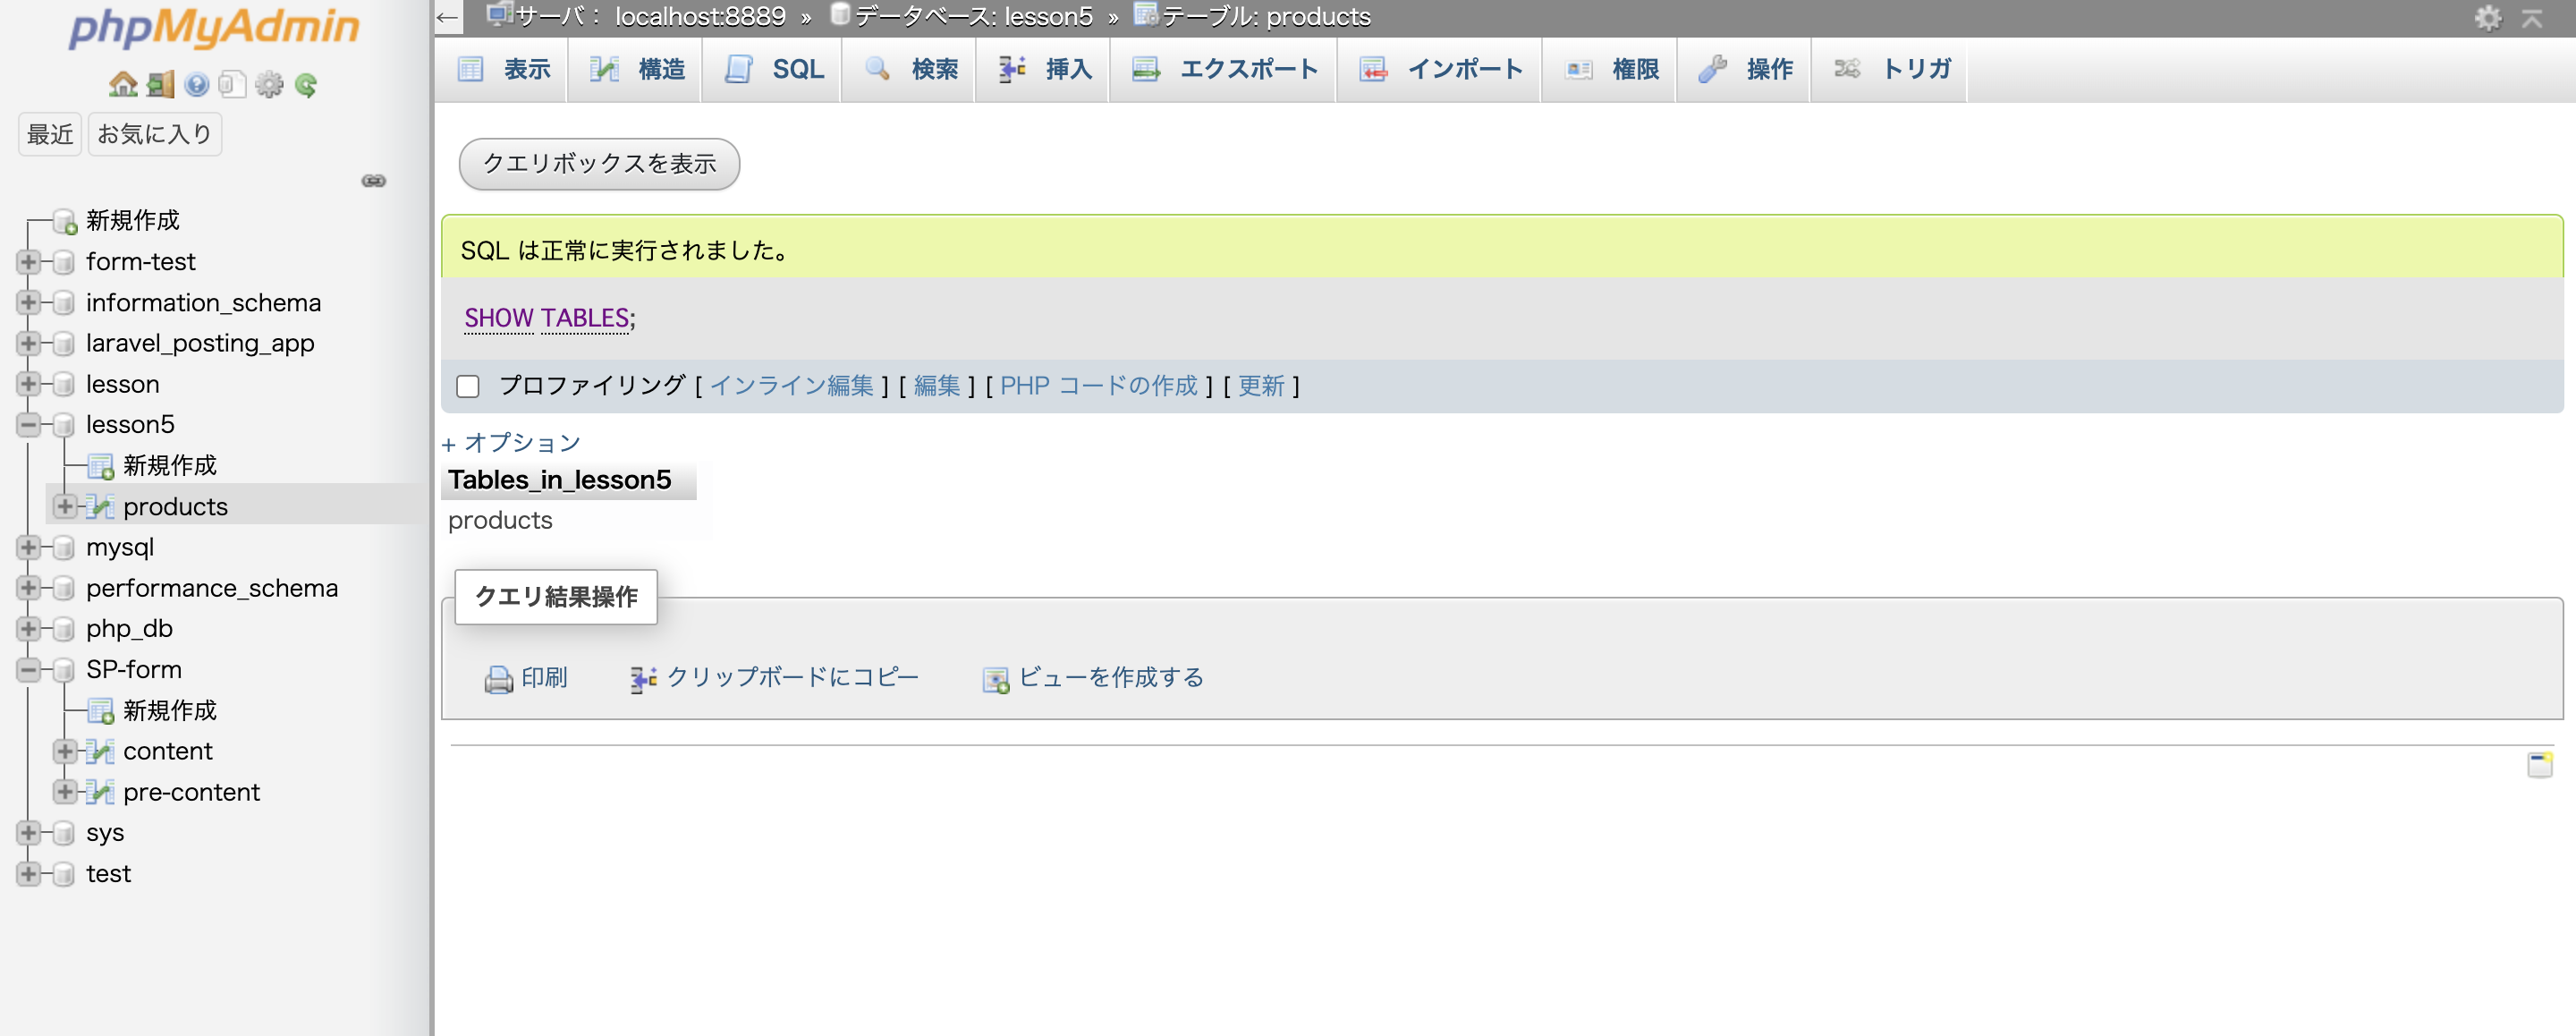 phpMyAdmin
最近 お気に入り
新規作成
form-test
information_schema
laravel_posting_app
lesson
lesson5
新規作成
products
mysql
performance_schema
php_db
SP-form
新規作成
content
pre-content
sys
test
← サーバ: localhost:8889 » データベース: lesson5 » テーブル: products
表示 構造 SQL 検索 挿入 エクスポート インポート 権限 操作 トリガ
クエリボックスを表示
SQL は正常に実行されました。
SHOW TABLES;
プロファイリング [ インライン編集 ] [ 編集 ] [ PHP コードの作成 ] [ 更新 ]
+ オプション
Tables_in_lesson5
products
クエリ結果操作
印刷 クリップボードにコピー ビューを作成する